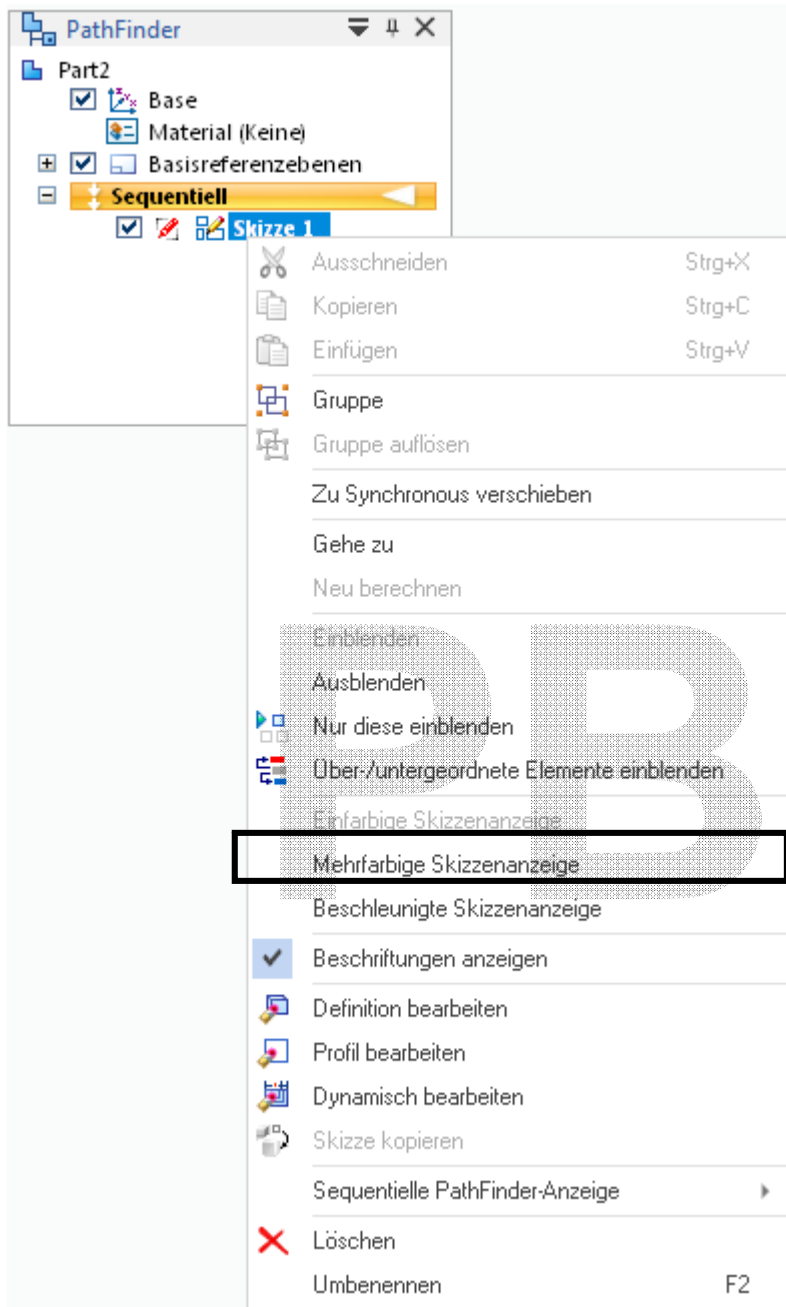 PathFinder
Part2
Base
Material (Keine)
Basisreferenzebenen
Sequentiell
Skizze 1
Ausschneiden Strg+X
Kopieren Strg+C
Einfügen Strg+V
Gruppe
Gruppe auflösen
Zu Synchronous verschieben
Gehe zu
Neu berechnen
Einblenden
Ausblenden
Nur diese einblenden
Über-/untergeordnete Elemente einblenden
Einfarbige Skizzenanzeige
Mehrfarbige Skizzenanzeige
Beschleunigte Skizzenanzeige
Beschriftungen anzeigen
Definition bearbeiten
Profil bearbeiten
Dynamisch bearbeiten
Skizze kopieren
Sequentielle PathFinder-Anzeige
Löschen
Umbenennen F2
PB